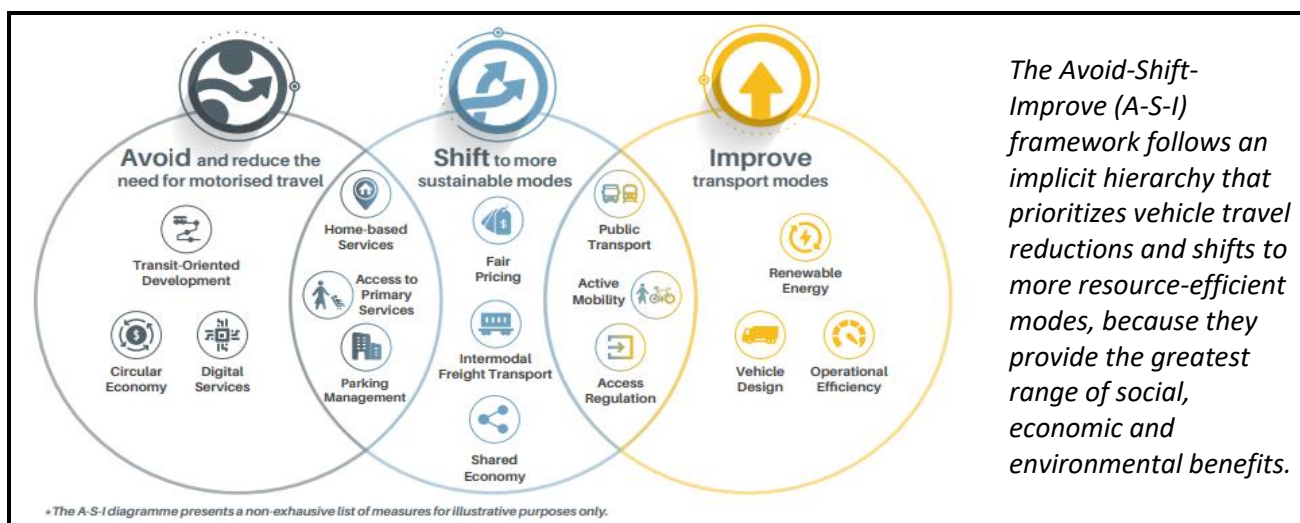 Avoid and reduce the
need for motorised travel
Shift to more
sustainable modes
Improve
transport modes
Transit-Oriented
Development
Circular
Economy
Digital
Services
Home-based
Services
Access to
Primary
Services
Parking
Management
Fair
Pricing
Intermodal
Freight Transport
Shared
Economy
Public
Transport
Active
Mobility
Access
Regulation
Renewable
Energy
Vehicle
Design
Operational
Efficiency
*The A-S-I diagramme presents a non-exhausive list of measures for illustrative purposes only.
The Avoid-Shift-
Improve (A-S-I)
framework follows an
implicit hierarchy that
prioritizes vehicle travel
reductions and shifts to
more resource-efficient
modes, because they
provide the greatest
range of social,
economic and
environmental benefits.